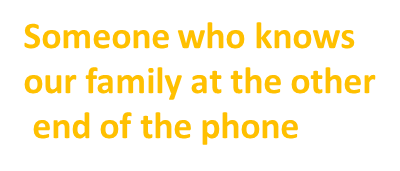 Someone who knows
our family at the other
end of the phone